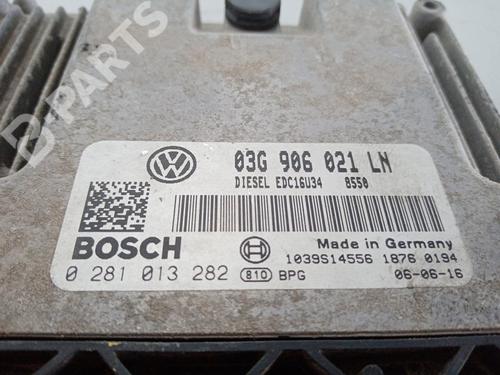 B-PARTS
03G 906 021 LN
DIESEL EDC16U34 8550
BOSCH
Made in Germany
1039S14556 1876 0194
0 281 013 282 810 BPG 06-06-16